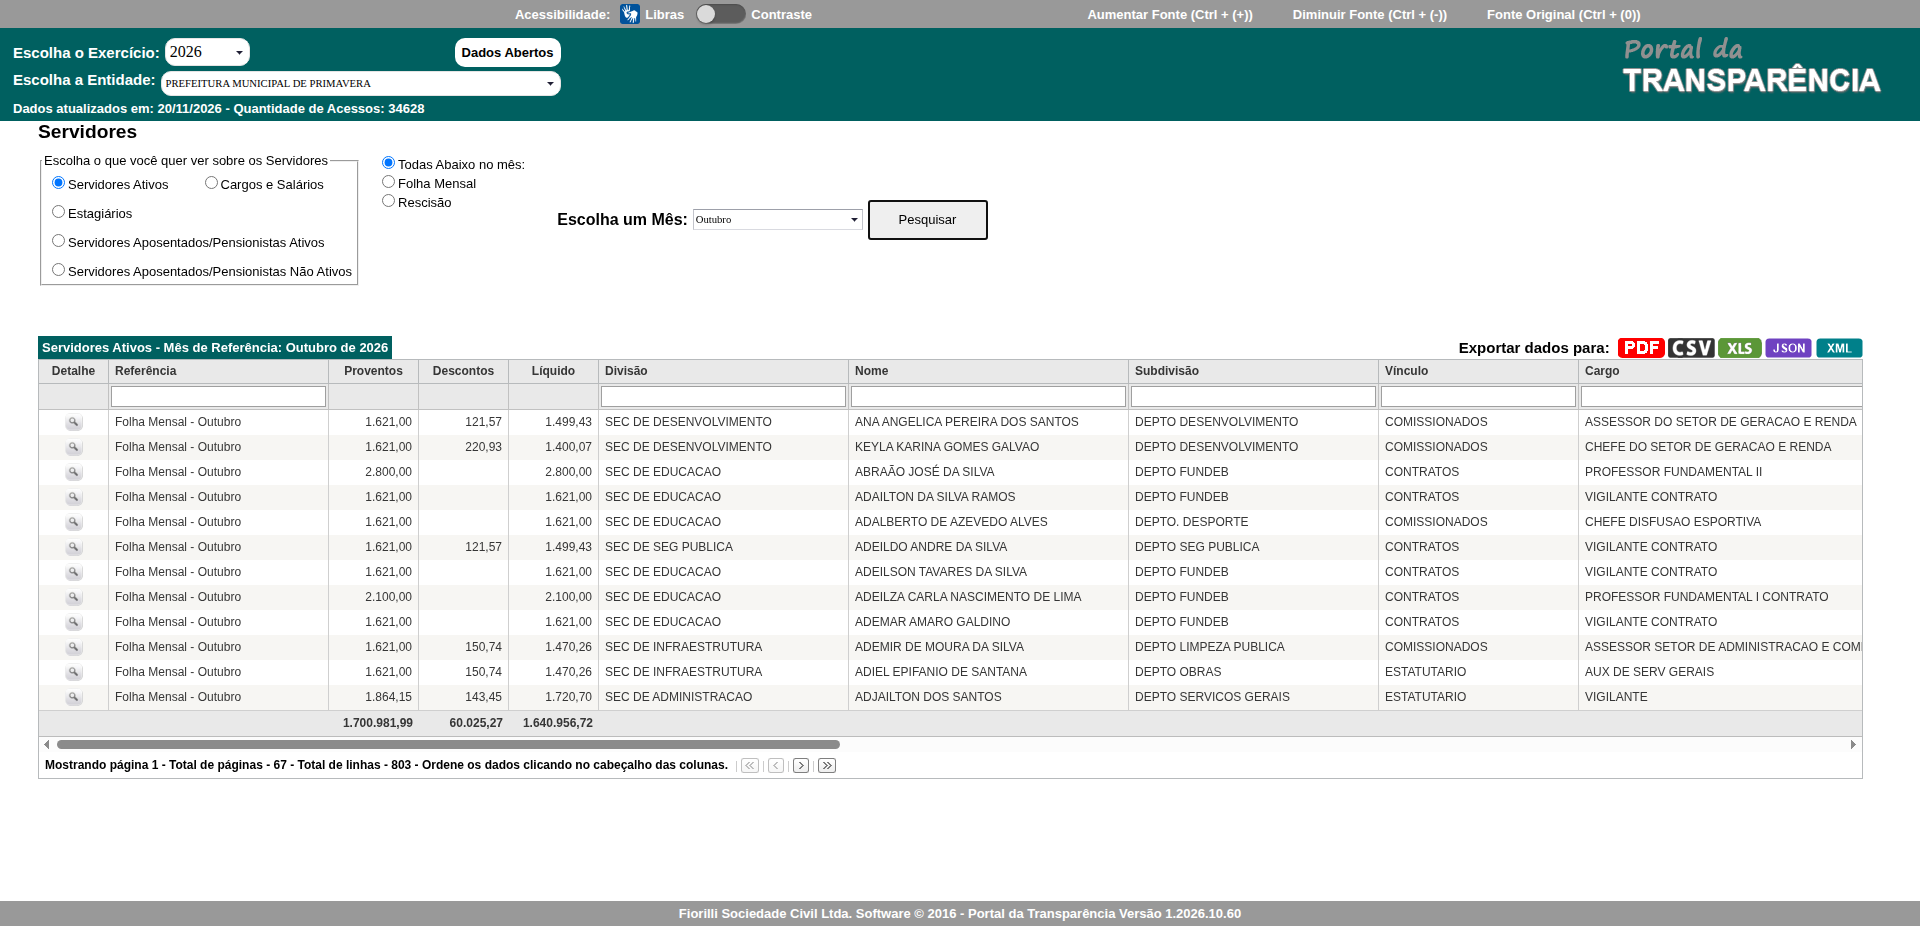 Acessibilidade: Libras Contraste Aumentar Fonte (Ctrl + (+)) Diminuir Fonte (Ctrl + (-)) Fonte Original (Ctrl + (0))
Escolha o Exercício: 2026 Dados Abertos
Escolha a Entidade: PREFEITURA MUNICIPAL DE PRIMAVERA
Dados atualizados em: 20/11/2026 - Quantidade de Acessos: 34628
Portal da
TRANSPARÊNCIA
Servidores
Escolha o que você quer ver sobre os Servidores
Servidores Ativos Cargos e Salários
Estagiários
Servidores Aposentados/Pensionistas Ativos
Servidores Aposentados/Pensionistas Não Ativos
Todas Abaixo no mês:
Folha Mensal
Rescisão
Escolha um Mês: Outubro Pesquisar
Servidores Ativos - Mês de Referência: Outubro de 2026
Exportar dados para: PDF CSV XLS JSON XML
Detalhe Referência Proventos Descontos Líquido Divisão Nome Subdivisão Vínculo Cargo
Folha Mensal - Outubro 1.621,00 121,57 1.499,43 SEC DE DESENVOLVIMENTO ANA ANGELICA PEREIRA DOS SANTOS DEPTO DESENVOLVIMENTO COMISSIONADOS ASSESSOR DO SETOR DE GERACAO E RENDA
Folha Mensal - Outubro 1.621,00 220,93 1.400,07 SEC DE DESENVOLVIMENTO KEYLA KARINA GOMES GALVAO DEPTO DESENVOLVIMENTO COMISSIONADOS CHEFE DO SETOR DE GERACAO E RENDA
Folha Mensal - Outubro 2.800,00 2.800,00 SEC DE EDUCACAO ABRAÃO JOSÉ DA SILVA DEPTO FUNDEB CONTRATOS PROFESSOR FUNDAMENTAL II
Folha Mensal - Outubro 1.621,00 1.621,00 SEC DE EDUCACAO ADAILTON DA SILVA RAMOS DEPTO FUNDEB CONTRATOS VIGILANTE CONTRATO
Folha Mensal - Outubro 1.621,00 1.621,00 SEC DE EDUCACAO ADALBERTO DE AZEVEDO ALVES DEPTO. DESPORTE COMISSIONADOS CHEFE DISFUSAO ESPORTIVA
Folha Mensal - Outubro 1.621,00 121,57 1.499,43 SEC DE SEG PUBLICA ADEILDO ANDRE DA SILVA DEPTO SEG PUBLICA CONTRATOS VIGILANTE CONTRATO
Folha Mensal - Outubro 1.621,00 1.621,00 SEC DE EDUCACAO ADEILSON TAVARES DA SILVA DEPTO FUNDEB CONTRATOS VIGILANTE CONTRATO
Folha Mensal - Outubro 2.100,00 2.100,00 SEC DE EDUCACAO ADEILZA CARLA NASCIMENTO DE LIMA DEPTO FUNDEB CONTRATOS PROFESSOR FUNDAMENTAL I CONTRATO
Folha Mensal - Outubro 1.621,00 1.621,00 SEC DE EDUCACAO ADEMAR AMARO GALDINO DEPTO FUNDEB CONTRATOS VIGILANTE CONTRATO
Folha Mensal - Outubro 1.621,00 150,74 1.470,26 SEC DE INFRAESTRUTURA ADEMIR DE MOURA DA SILVA DEPTO LIMPEZA PUBLICA COMISSIONADOS ASSESSOR SETOR DE ADMINISTRACAO E COM
Folha Mensal - Outubro 1.621,00 150,74 1.470,26 SEC DE INFRAESTRUTURA ADIEL EPIFANIO DE SANTANA DEPTO OBRAS ESTATUTARIO AUX DE SERV GERAIS
Folha Mensal - Outubro 1.864,15 143,45 1.720,70 SEC DE ADMINISTRACAO ADJAILTON DOS SANTOS DEPTO SERVICOS GERAIS ESTATUTARIO VIGILANTE
1.700.981,99 60.025,27 1.640.956,72
Mostrando página 1 - Total de páginas - 67 - Total de linhas - 803 - Ordene os dados clicando no cabeçalho das colunas.
Fiorilli Sociedade Civil Ltda. Software © 2016 - Portal da Transparência Versão 1.2026.10.60